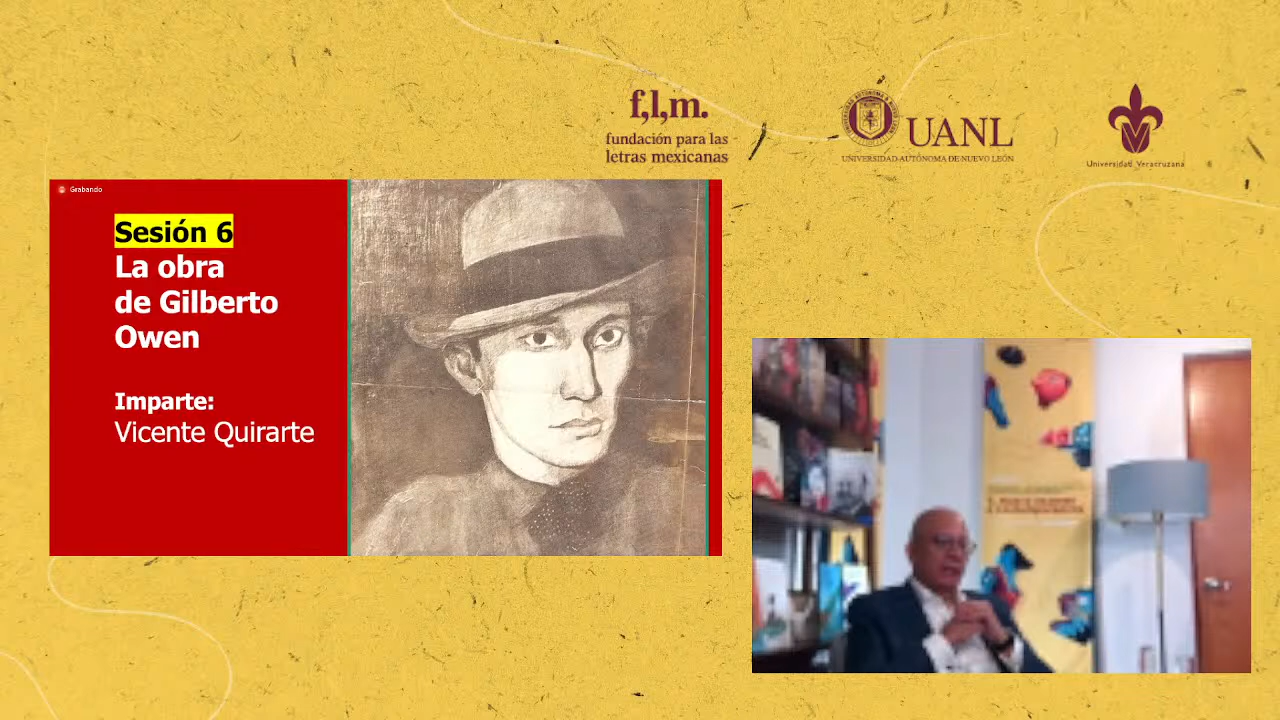 f,l,m.
fundación para las
letras mexicanas
UANL
UNIVERSIDAD AUTÓNOMA DE NUEVO LEÓN
Universidad Veracruzana
Grabando
Sesión 6
La obra
de Gilberto
Owen
Imparte:
Vicente Quirarte